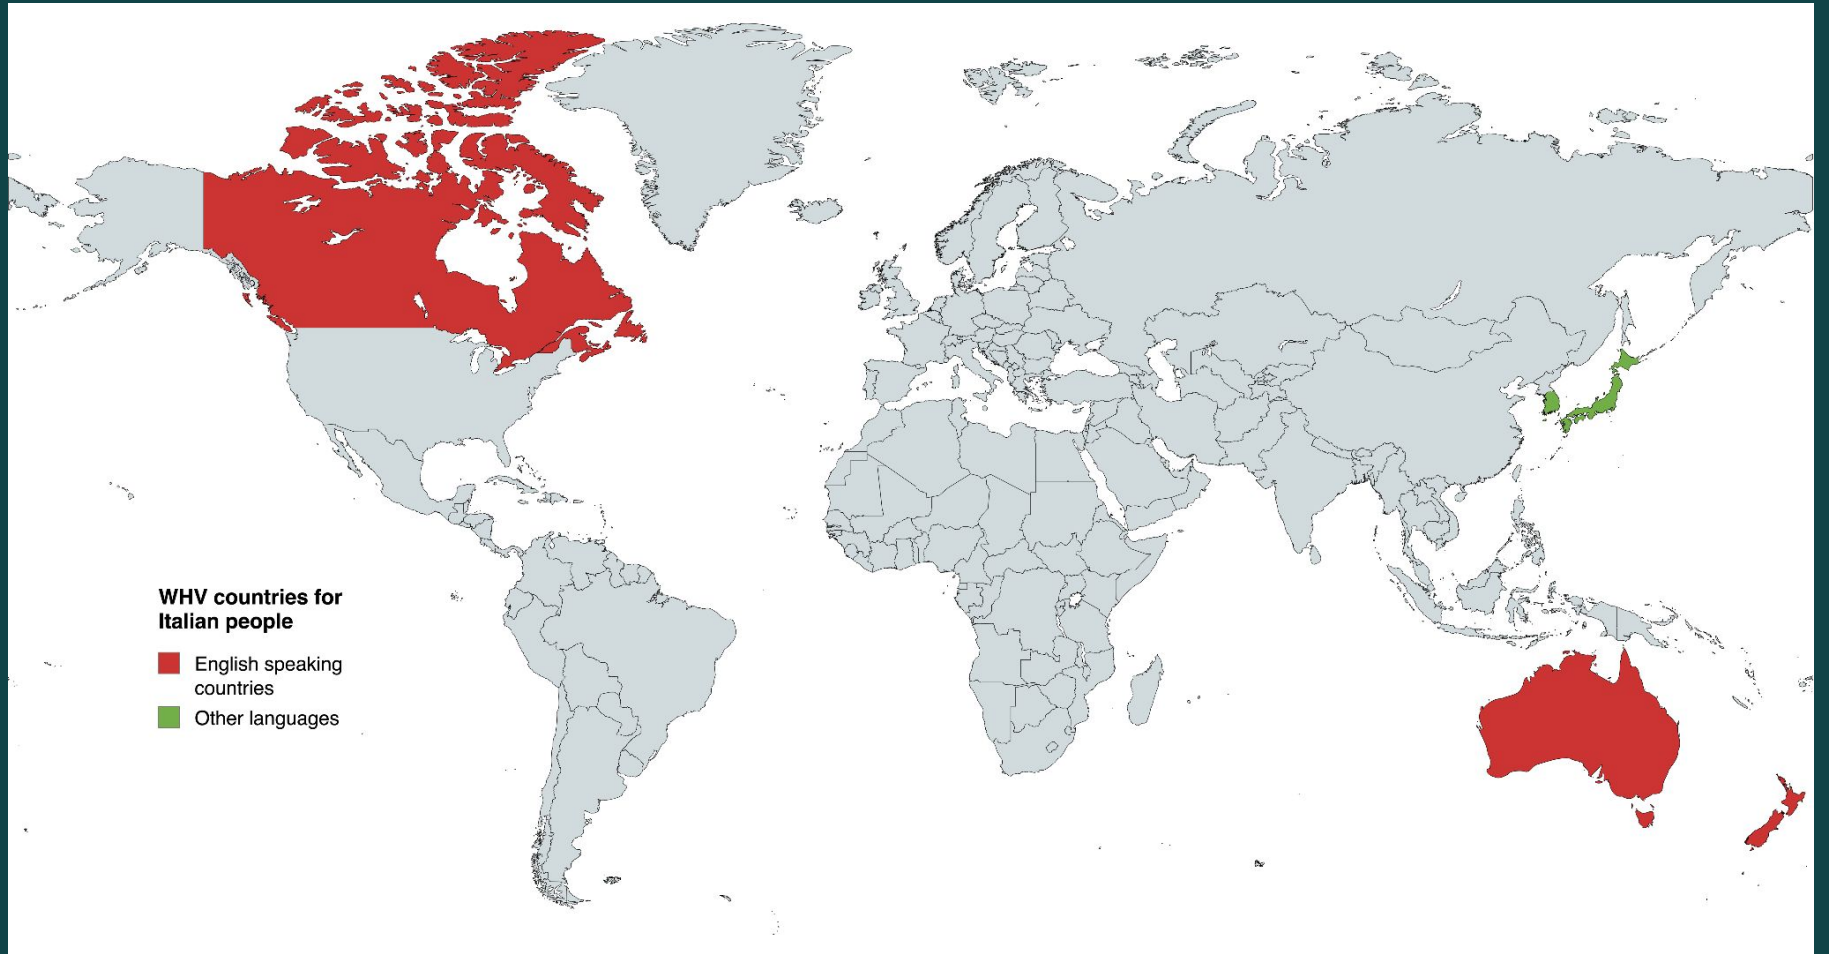 WHV countries for
Italian people
English speaking
countries
Other languages